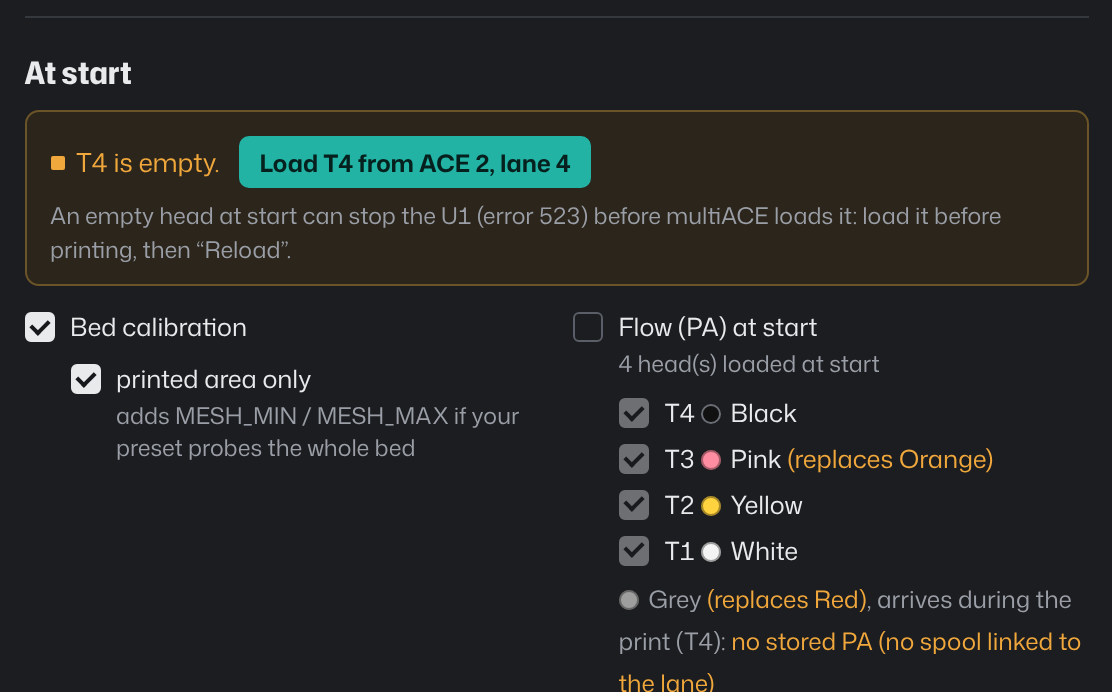 At start
T4 is empty. Load T4 from ACE 2, lane 4
An empty head at start can stop the U1 (error 523) before multiACE loads it: load it before
printing, then “Reload”.
Bed calibration
printed area only
adds MESH_MIN / MESH_MAX if your
preset probes the whole bed
Flow (PA) at start
4 head(s) loaded at start
T4 Black
T3 Pink (replaces Orange)
T2 Yellow
T1 White
Grey (replaces Red), arrives during the
print (T4): no stored PA (no spool linked to
the lane)